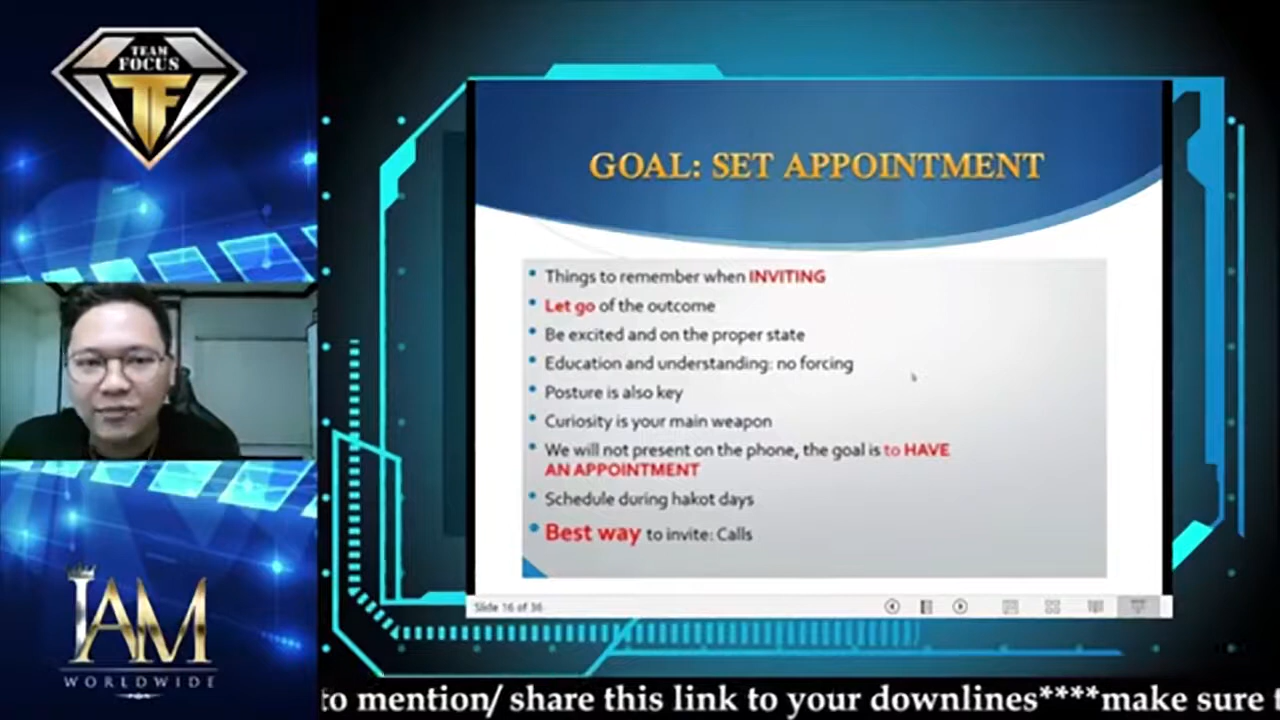 TEAM
FOCUS
TF
GOAL: SET APPOINTMENT
Things to remember when INVITING
Let go of the outcome
Be excited and on the proper state
Education and understanding: no forcing
Posture is also key
Curiosity is your main weapon
We will not present on the phone, the goal is to HAVE
AN APPOINTMENT
Schedule during hakot days
Best way to invite: Calls
Slide 16 of 36
IAM
WORLDWIDE
to mention/ share this link to your downlines****make sure